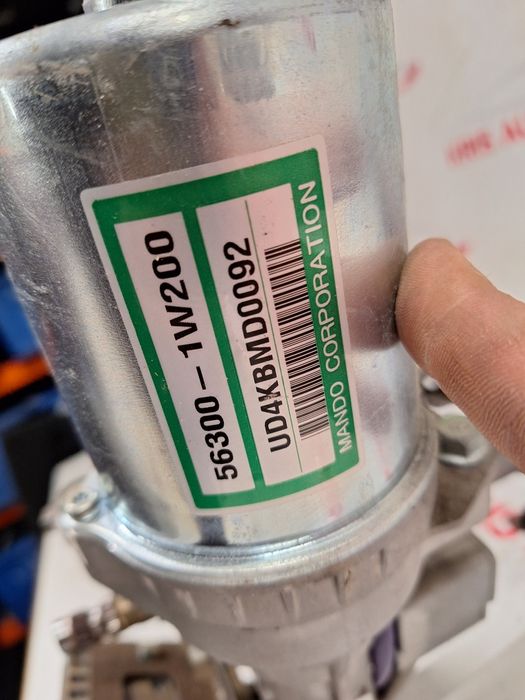 56300 - 1W200
UD4KBMD0092
MANDO CORPORATION